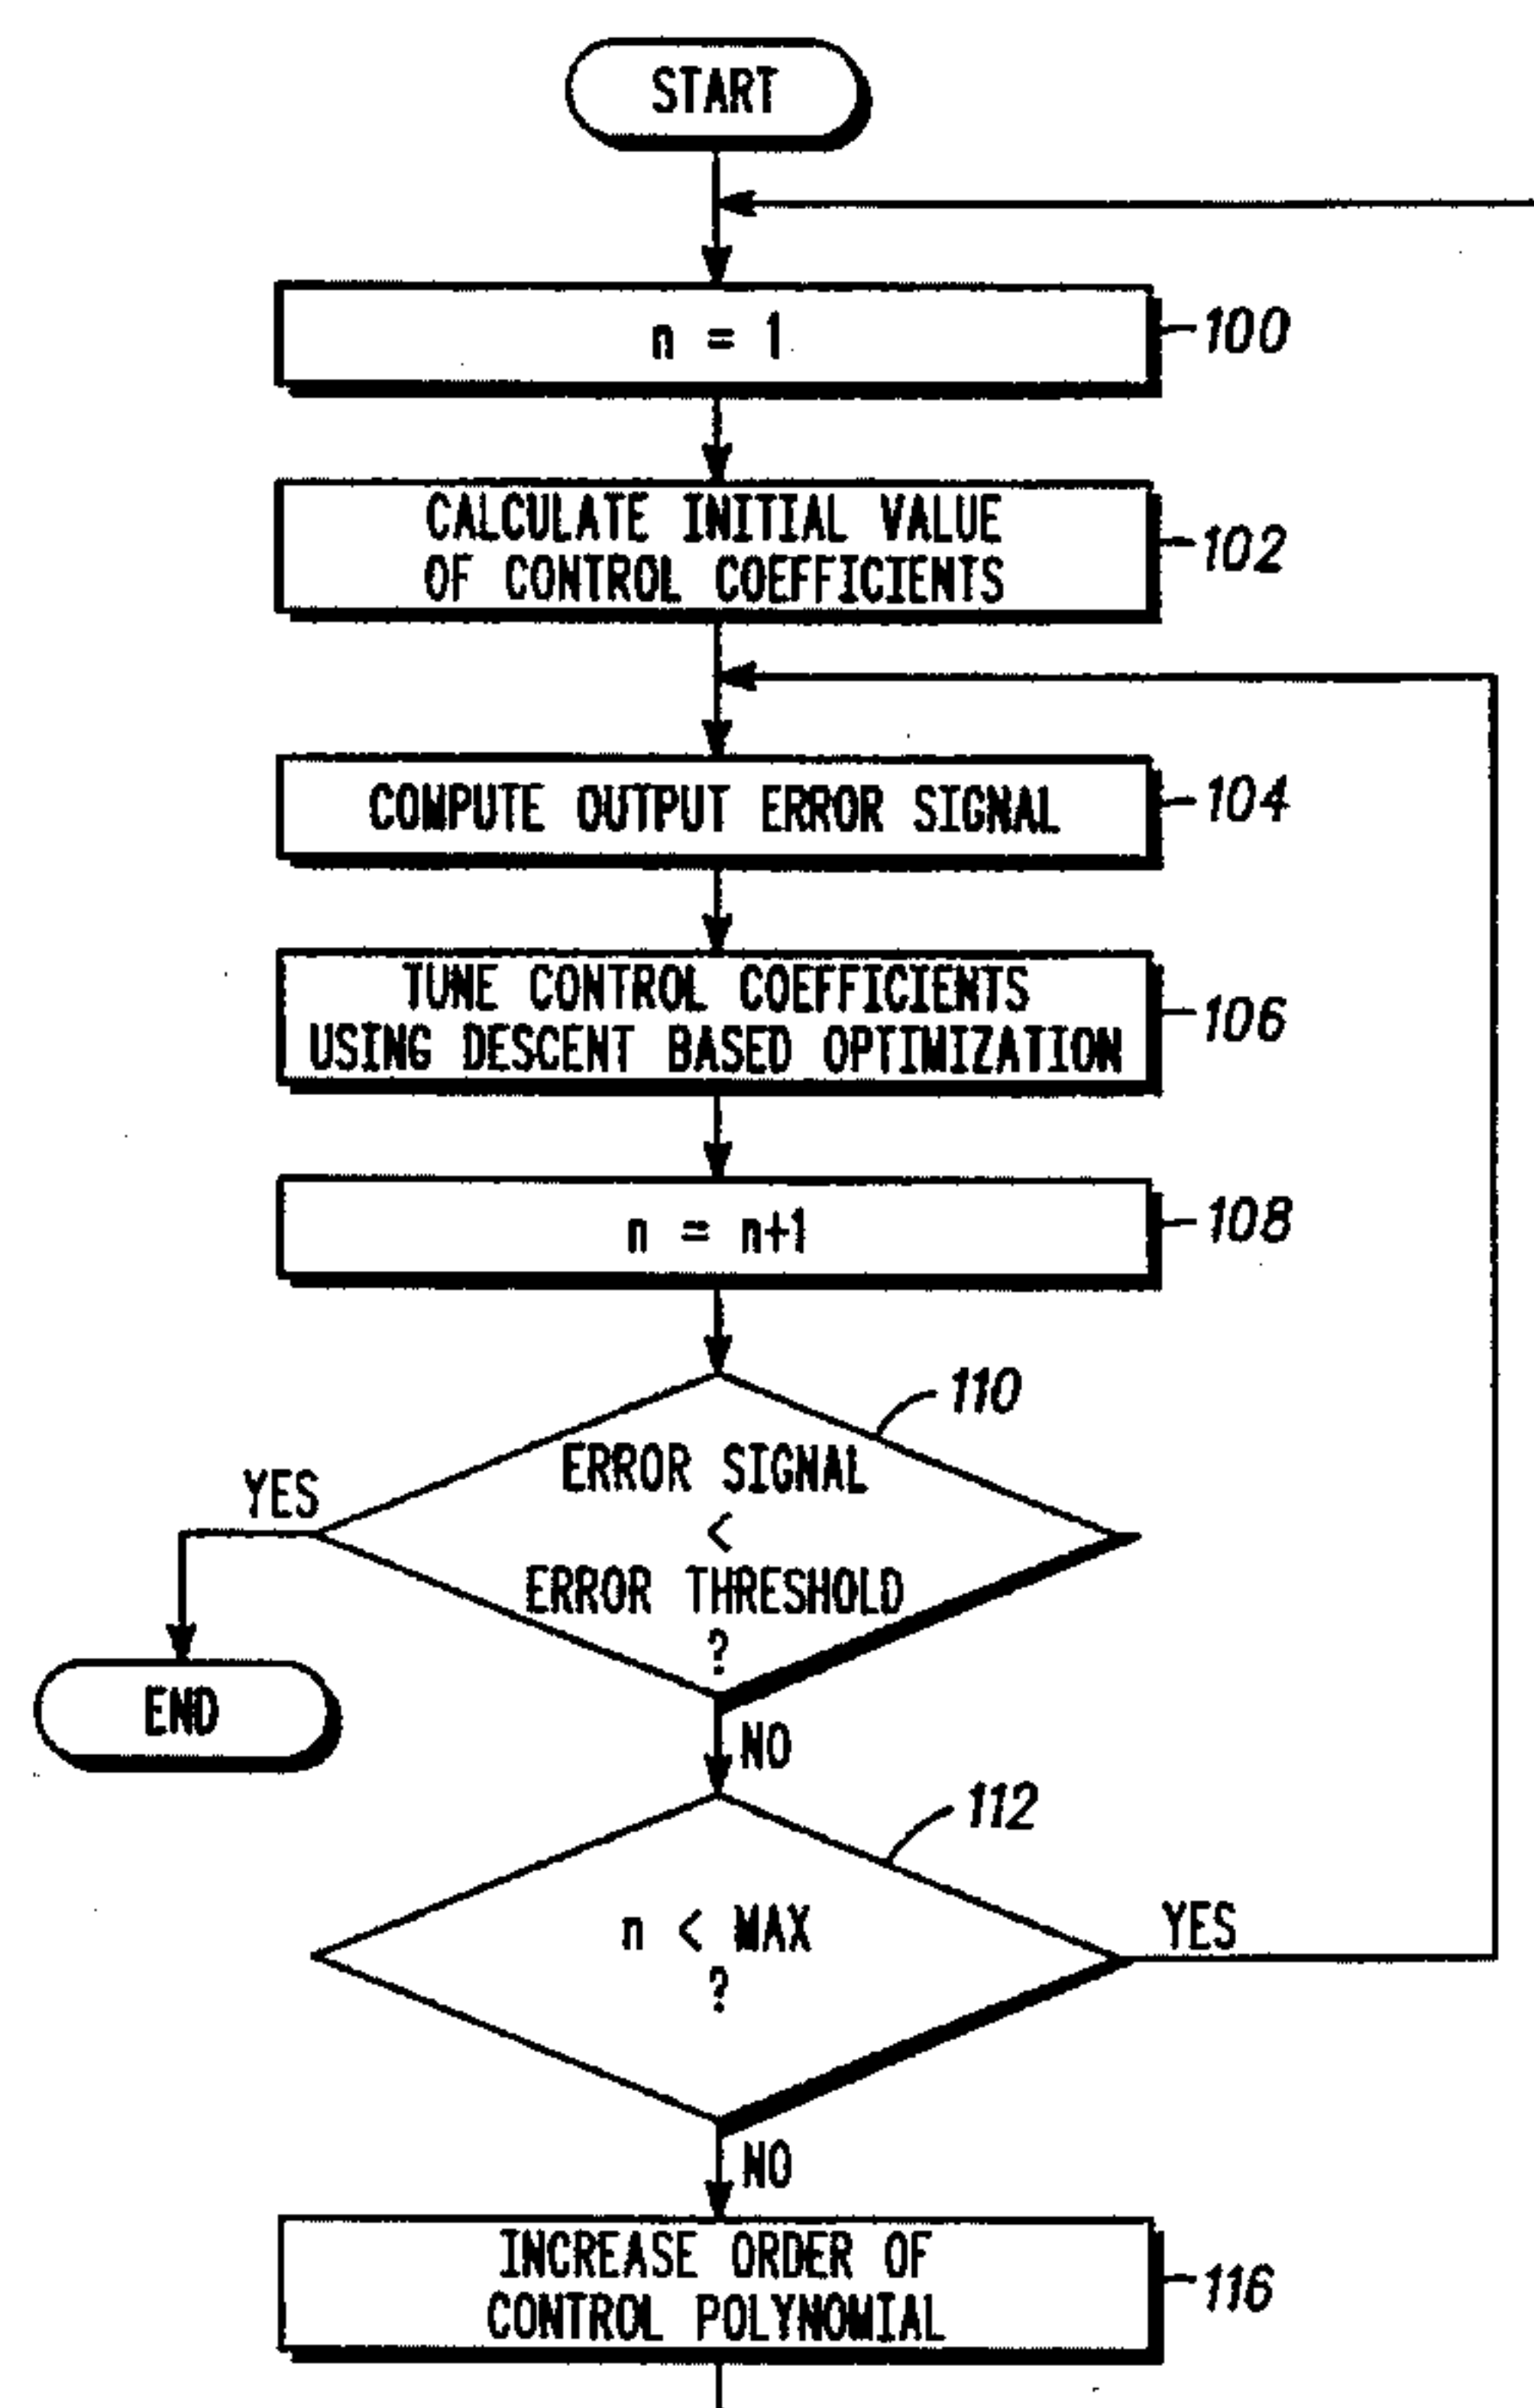 START
n = 1
100
CALCULATE INITIAL VALUE
OF CONTROL COEFFICIENTS
102
COMPUTE OUTPUT ERROR SIGNAL
104
TUNE CONTROL COEFFICIENTS
USING DESCENT BASED OPTIMIZATION
106
n = n+1
108
110
ERROR SIGNAL
<
ERROR THRESHOLD
?
YES
END
NO
112
n < MAX
?
YES
NO
INCREASE ORDER OF
CONTROL POLYNOMIAL
116